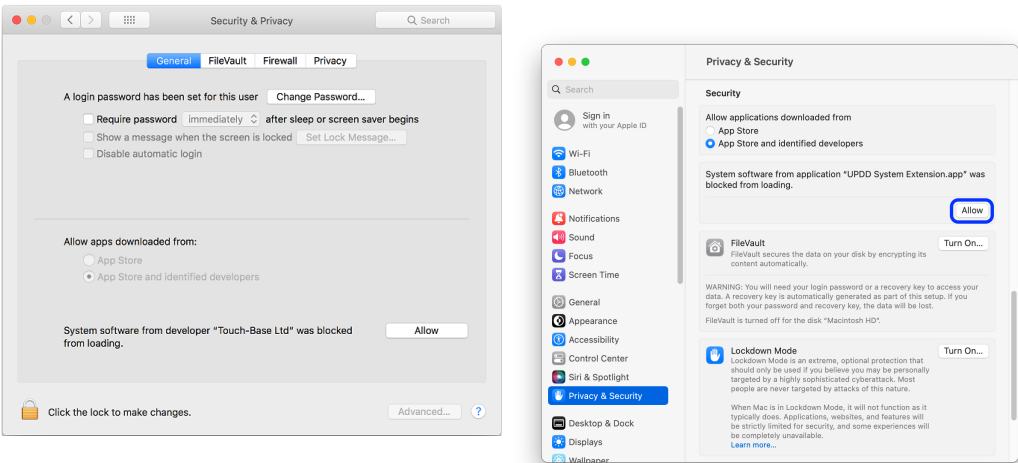 Security & Privacy
Search
General
FileVault
Firewall
Privacy
A login password has been set for this user
Change Password...
Require password
immediately
after sleep or screen saver begins
Show a message when the screen is locked
Set Lock Message...
Disable automatic login
Allow apps downloaded from:
App Store
App Store and identified developers
System software from developer “Touch-Base Ltd” was blocked
from loading.
Allow
Click the lock to make changes.
Advanced...
?
Search
Sign in
with your Apple ID
Wi-Fi
Bluetooth
Network
Notifications
Sound
Focus
Screen Time
General
Appearance
Accessibility
Control Center
Siri & Spotlight
Privacy & Security
Desktop & Dock
Displays
Wallpaper
Privacy & Security
Security
Allow applications downloaded from
App Store
App Store and identified developers
System software from application “UPDD System Extension.app” was
blocked from loading.
Allow
FileVault
Turn On...
FileVault secures the data on your disk by encrypting its
content automatically.
WARNING: You will need your login password or a recovery key to access your
data. A recovery key is automatically generated as part of this setup. If you
forget both your password and recovery key, the data will be lost.
FileVault is turned off for the disk “Macintosh HD”.
Lockdown Mode
Turn On...
Lockdown Mode is an extreme, optional protection that
should only be used if you believe you may be personally
targeted by a highly sophisticated cyberattack. Most
people are never targeted by attacks of this nature.
When Mac is in Lockdown Mode, it will not function as it
typically does. Applications, websites, and features will
be strictly limited for security, and some experiences will
be completely unavailable.
Learn more...